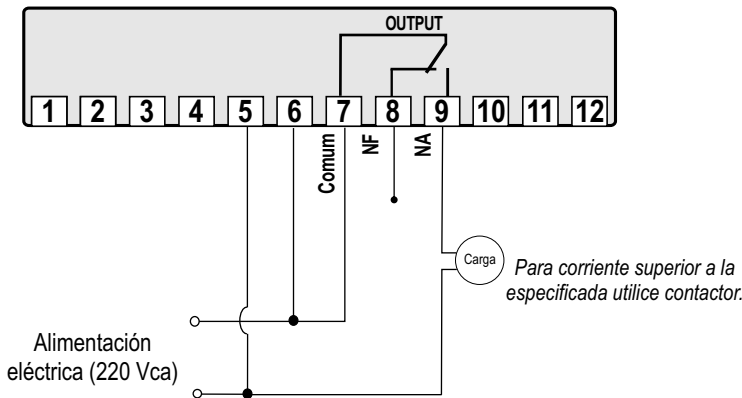 OUTPUT
1 2 3 4 5 6 7 8 9 10 11 12
Comum
NF
NA
Carga
Para corriente superior a la
especificada utilice contactor.
Alimentación
eléctrica (220 Vca)